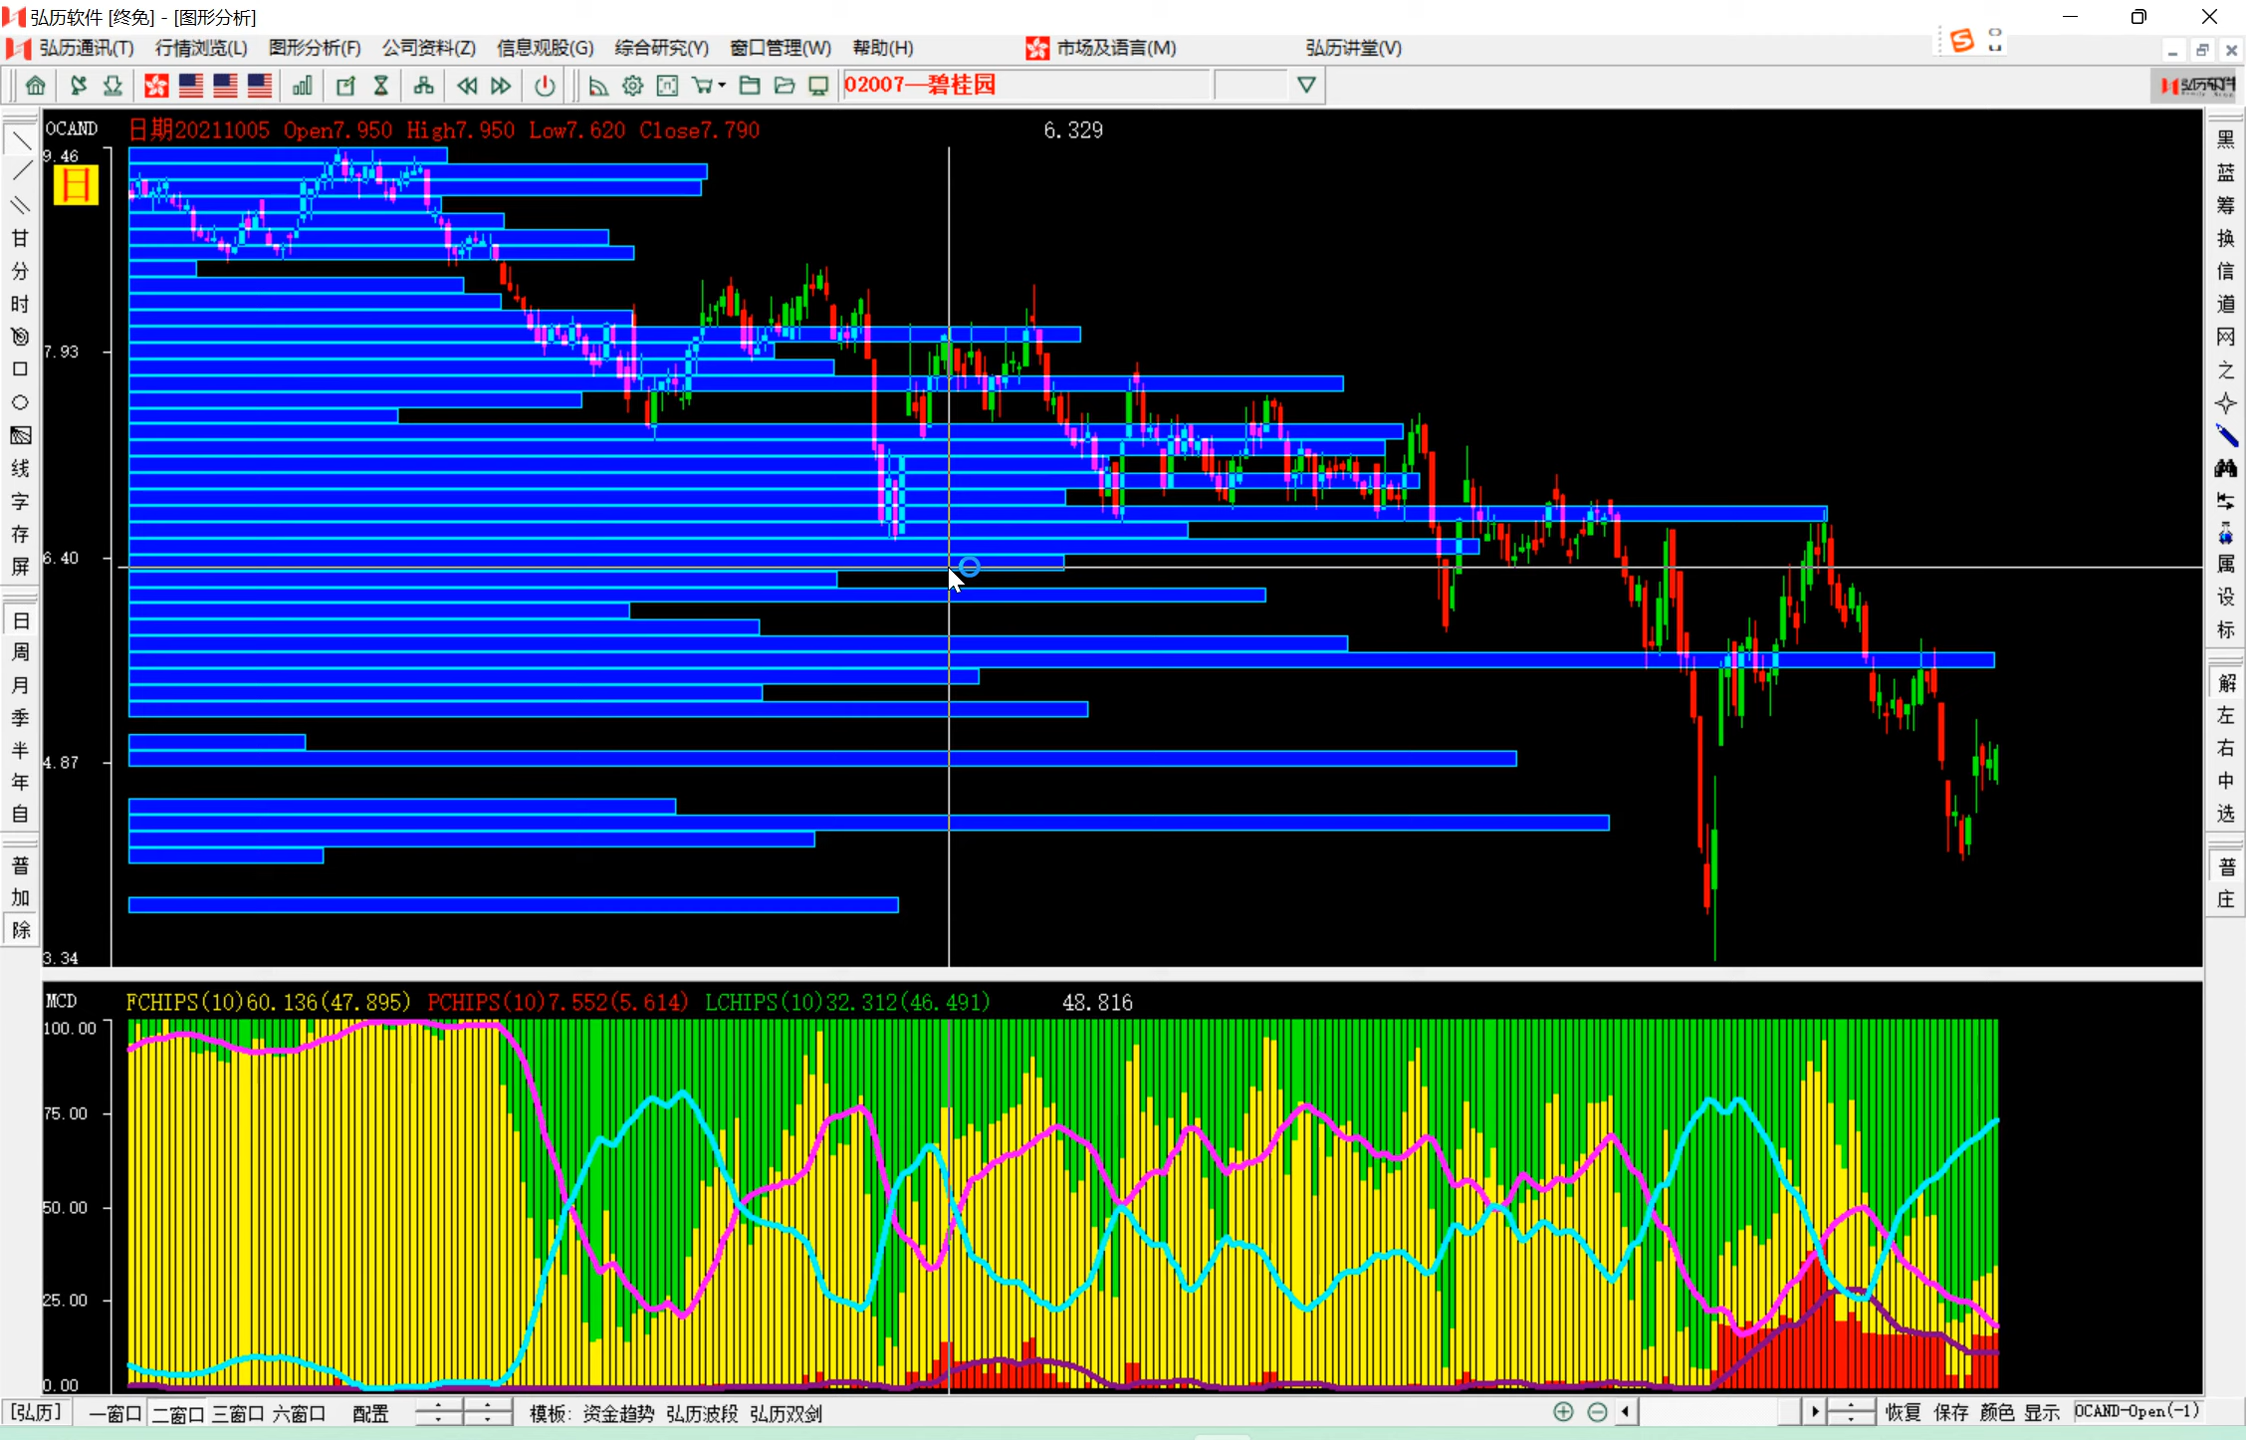 弘历软件 [终免] - [图形分析]
弘历通讯(T) 行情浏览(L) 图形分析(F) 公司资料(Z) 信息观股(G) 综合研究(Y) 窗口管理(W) 帮助(H) 市场及语言(M) 弘历讲堂(V)
02007—碧桂园
弘历软件
OCAND 日期20211005 Open7.950 High7.950 Low7.620 Close7.790 6.329
9.46
日
7.93
6.40
4.87
3.34
甘
分
时
线
字
存
屏
日
周
月
季
半
年
自
普
加
除
黑
蓝
筹
换
信
道
网
之
属
设
标
解
左
右
中
选
普
庄
MCD FCHIPS(10)60.136(47.895) PCHIPS(10)7.552(5.614) LCHIPS(10)32.312(46.491) 48.816
100.00
75.00
50.00
25.00
0.00
[弘历] 一窗口 二窗口 三窗口 六窗口 配置 模板: 资金趋势 弘历波段 弘历双剑 恢复 保存 颜色 显示 OCAND-Open(-1)